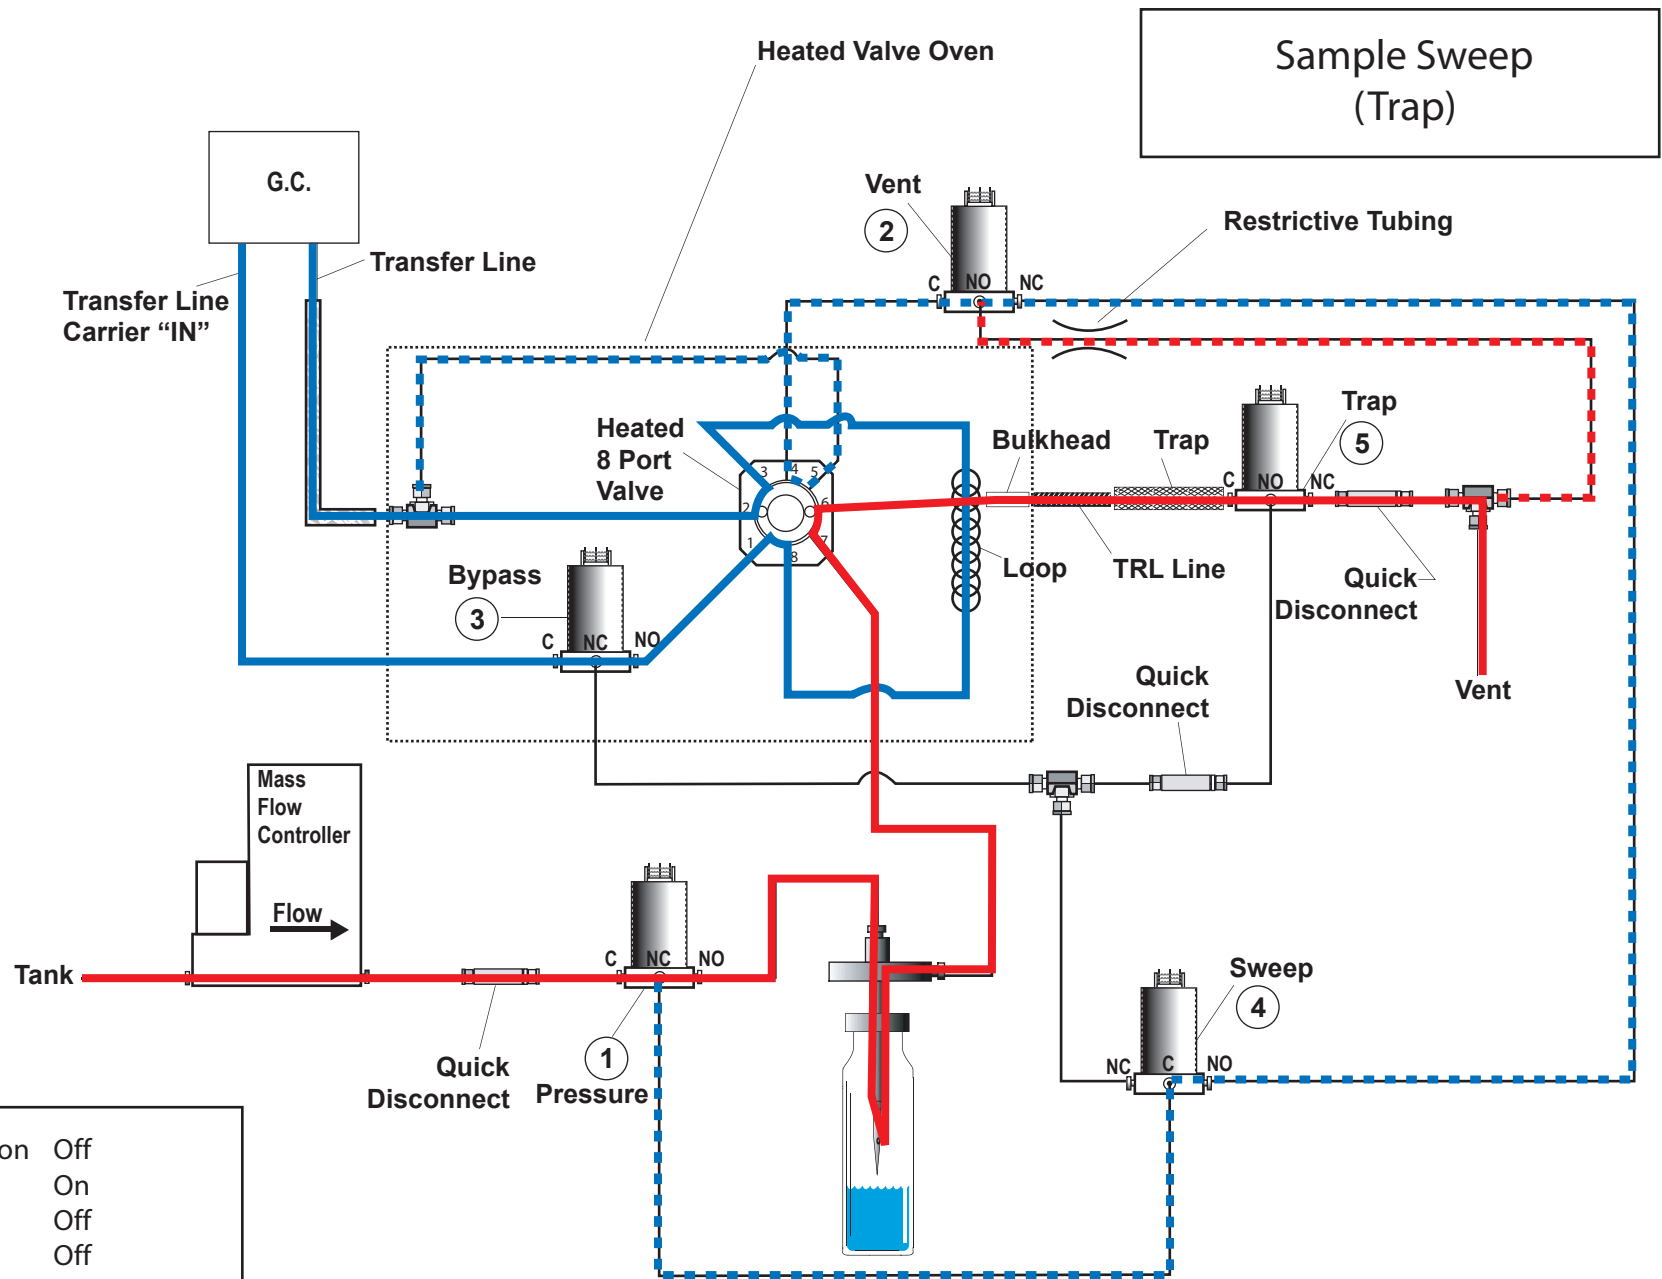 Sample Sweep
(Trap)
Heated Valve Oven
G.C.
Vent
2
C NO NC
Restrictive Tubing
Transfer Line
Transfer Line
Carrier “IN”
Heated
8 Port
Valve
3 4 5
2 6
1 8 7
Bulkhead
Trap
Trap
5
C NO NC
Loop
TRL Line
Quick
Disconnect
Vent
Bypass
3
C NC NO
Quick
Disconnect
Mass
Flow
Controller
Flow
Tank
C NC NO
Quick
Disconnect
1
Pressure
Sweep
4
NC C NO
on Off
On
Off
Off